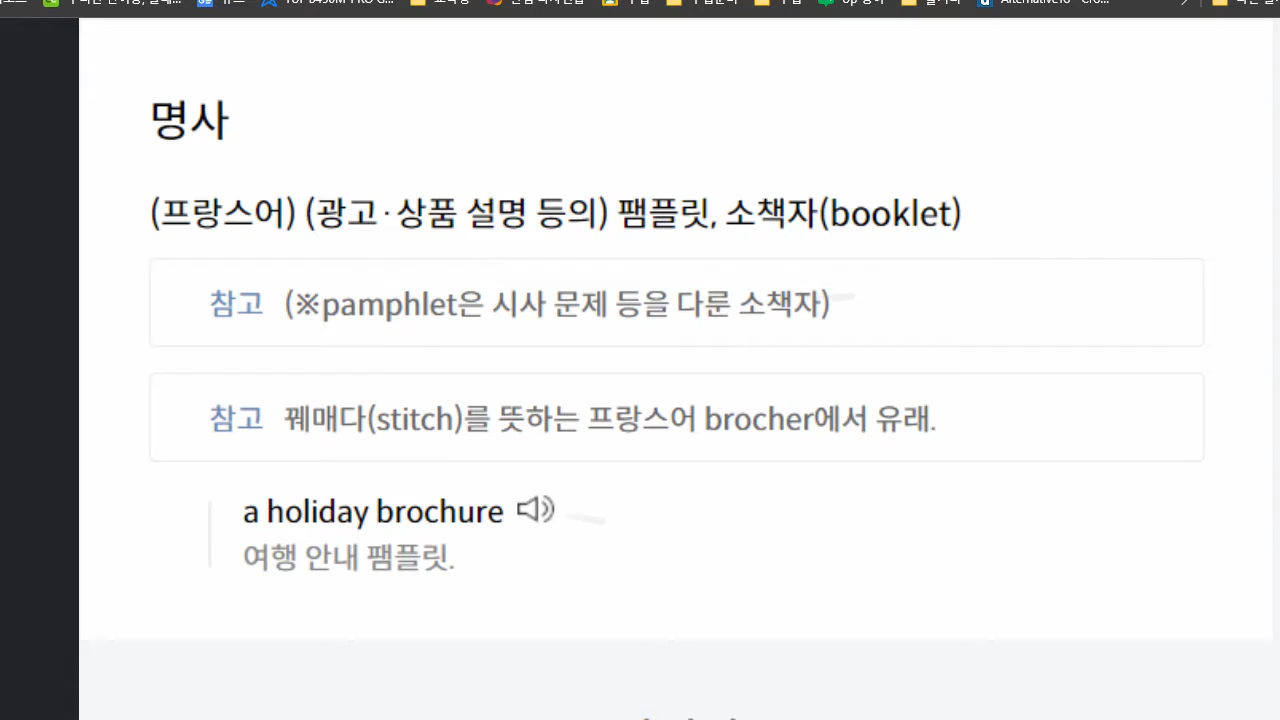 명사
(프랑스어) (광고·상품 설명 등의) 팸플릿, 소책자(booklet)
참고 (※pamphlet은 시사 문제 등을 다룬 소책자)
참고 꿰매다(stitch)를 뜻하는 프랑스어 brocher에서 유래.
a holiday brochure
여행 안내 팸플릿.